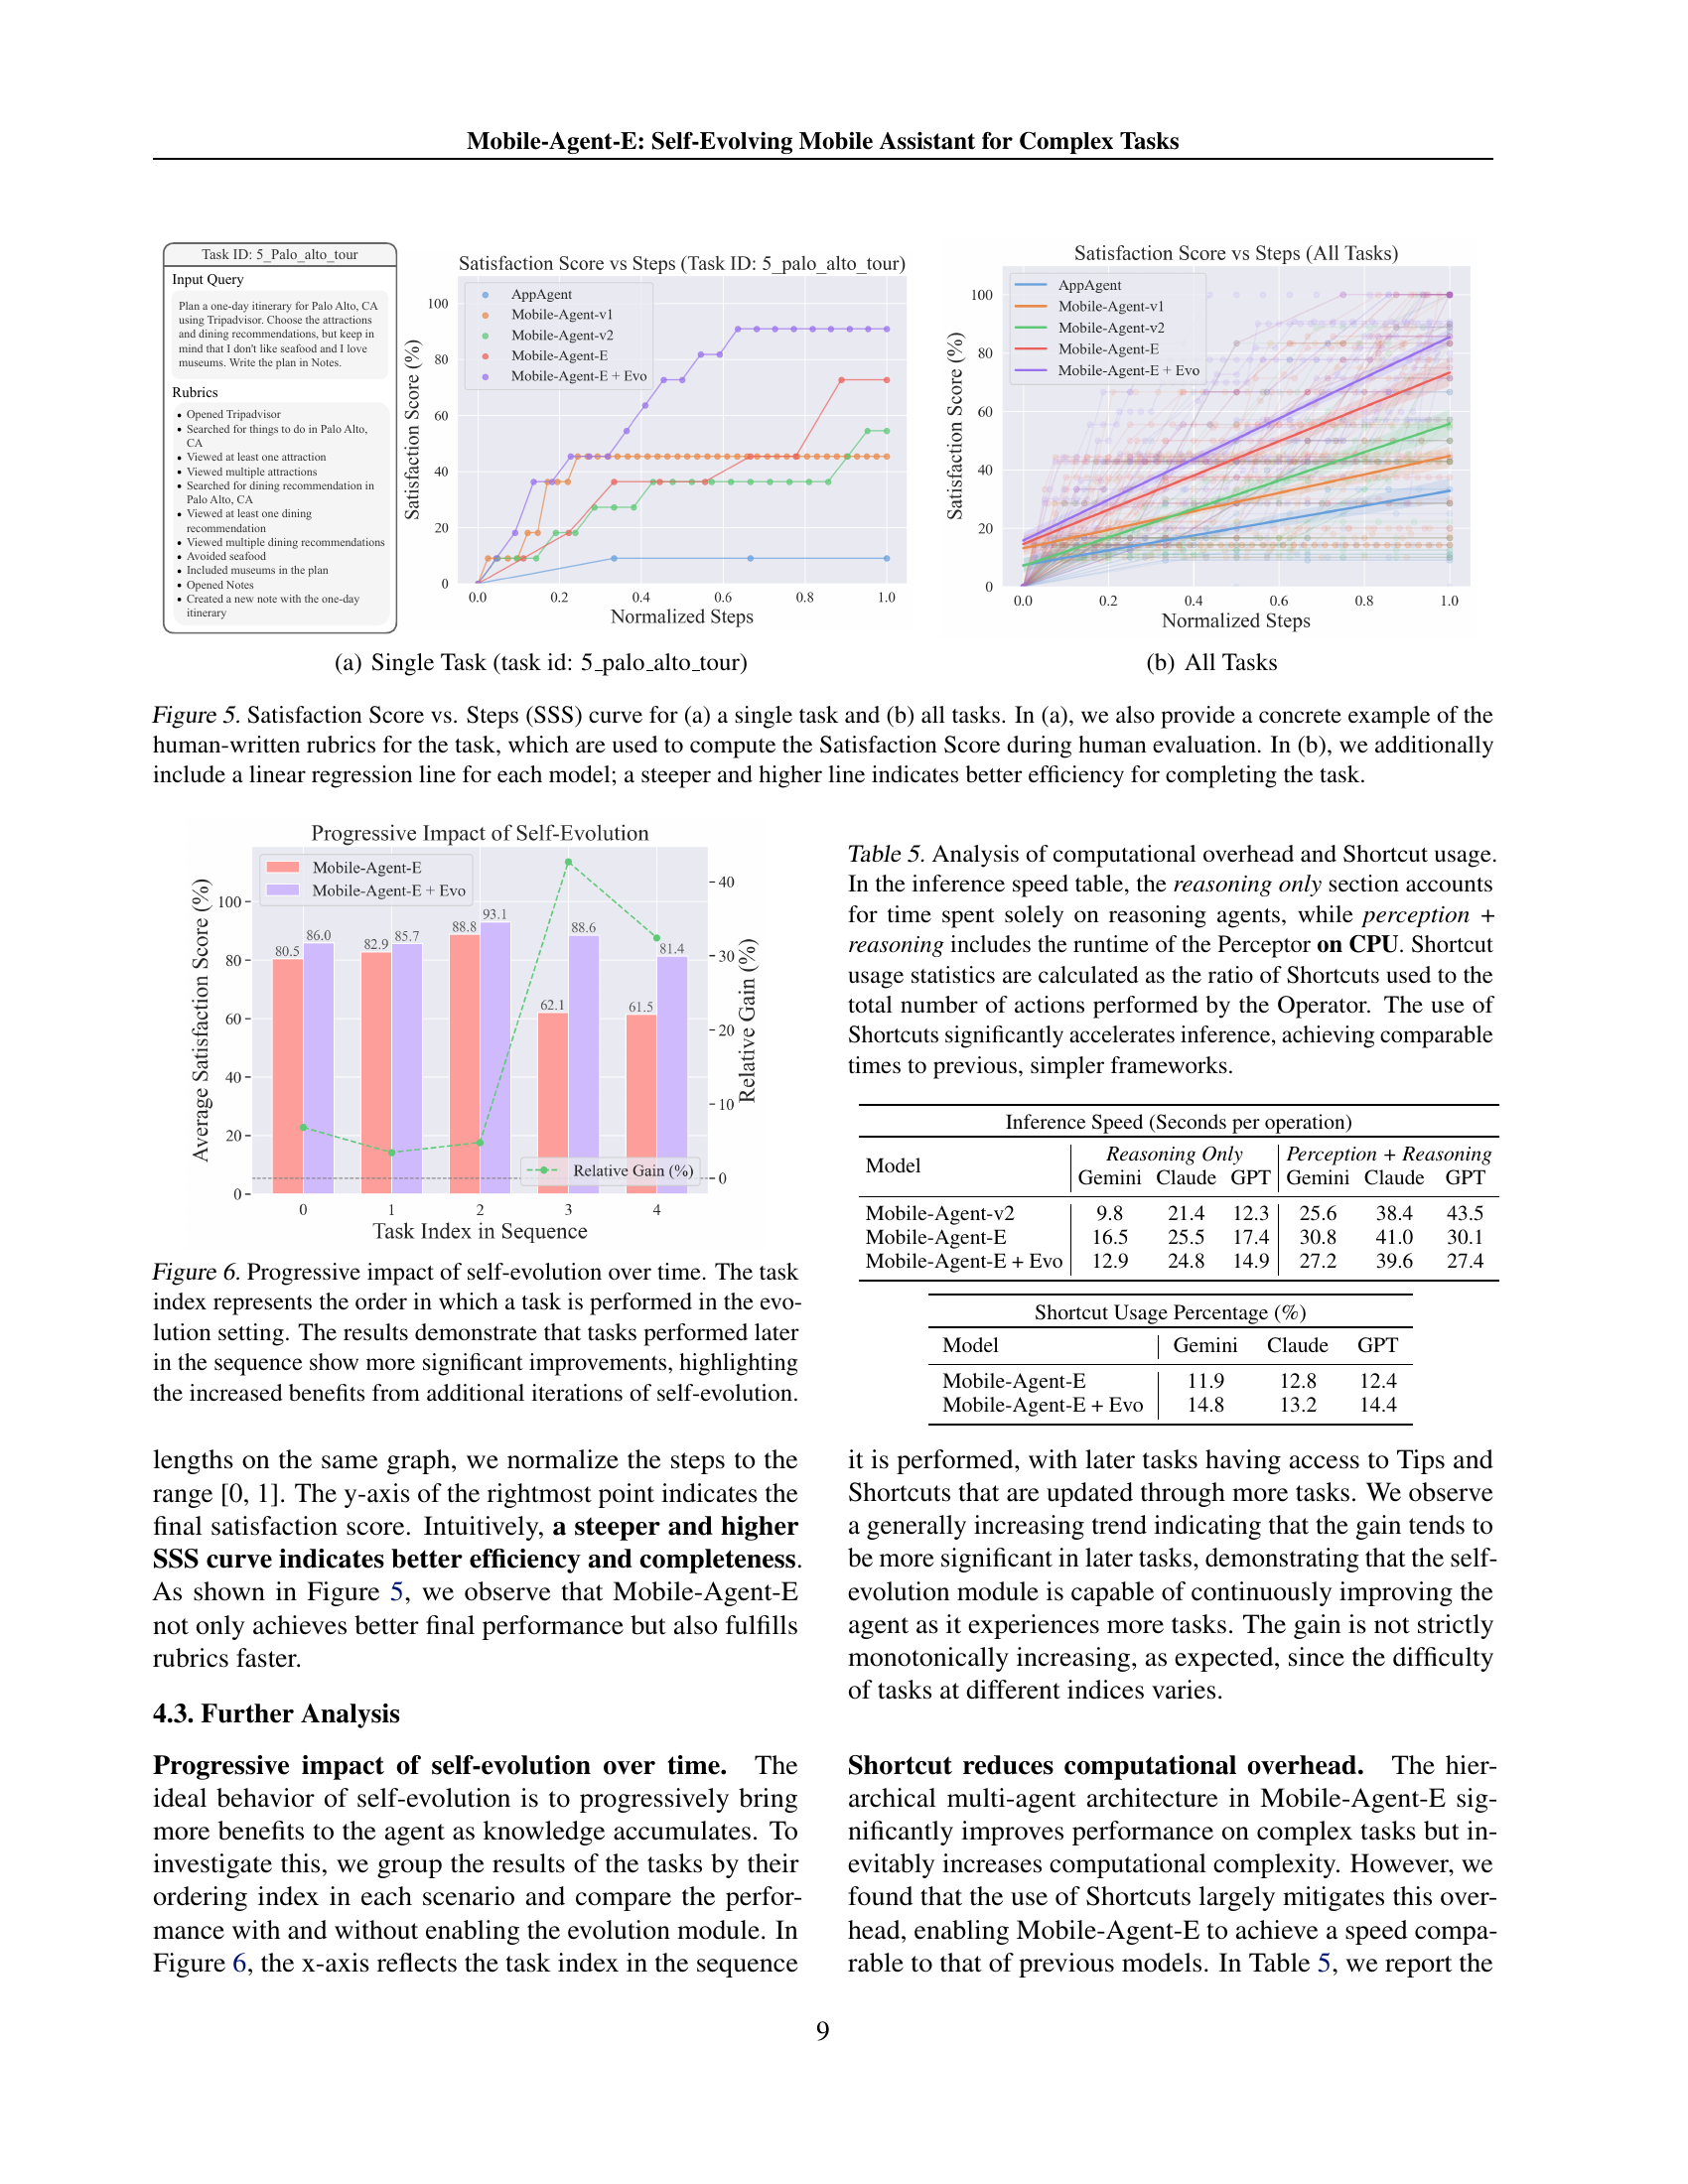 Mobile-Agent-E: Self-Evolving Mobile Assistant for Complex Tasks
Task ID: 5_Palo_alto_tour
Input Query
Plan a one-day itinerary for Palo Alto, CA
using Tripadvisor. Choose the attractions
and dining recommendations, but keep in
mind that I don't like seafood and I love
museums. Write the plan in Notes.
Rubrics
• Opened Tripadvisor
• Searched for things to do in Palo Alto,
CA
• Viewed at least one attraction
• Viewed multiple attractions
• Searched for dining recommendation in
Palo Alto, CA
• Viewed at least one dining
recommendation
• Viewed multiple dining recommendations
• Avoided seafood
• Included museums in the plan
• Opened Notes
• Created a new note with the one-day
itinerary
Satisfaction Score vs Steps (Task ID: 5_palo_alto_tour)
AppAgent
Mobile-Agent-v1
Mobile-Agent-v2
Mobile-Agent-E
Mobile-Agent-E + Evo
Satisfaction Score (%)
100
80
60
40
20
0
0.0 0.2 0.4 0.6 0.8 1.0
Normalized Steps
(a) Single Task (task id: 5_palo_alto_tour)
Satisfaction Score vs Steps (All Tasks)
AppAgent
Mobile-Agent-v1
Mobile-Agent-v2
Mobile-Agent-E
Mobile-Agent-E + Evo
Satisfaction Score (%)
100
80
60
40
20
0
0.0 0.2 0.4 0.6 0.8 1.0
Normalized Steps
(b) All Tasks
Figure 5. Satisfaction Score vs. Steps (SSS) curve for (a) a single task and (b) all tasks. In (a), we also provide a concrete example of the
human-written rubrics for the task, which are used to compute the Satisfaction Score during human evaluation. In (b), we additionally
include a linear regression line for each model; a steeper and higher line indicates better efficiency for completing the task.
Progressive Impact of Self-Evolution
Mobile-Agent-E
Mobile-Agent-E + Evo
Average Satisfaction Score (%)
100
80
60
40
20
0
80.5 86.0 82.9 85.7 88.8 93.1 62.1 88.6 61.5 81.4
40
30
20
10
0
Relative Gain (%)
Relative Gain (%)
0 1 2 3 4
Task Index in Sequence
Figure 6. Progressive impact of self-evolution over time. The task
index represents the order in which a task is performed in the evo-
lution setting. The results demonstrate that tasks performed later
in the sequence show more significant improvements, highlighting
the increased benefits from additional iterations of self-evolution.
lengths on the same graph, we normalize the steps to the
range [0, 1]. The y-axis of the rightmost point indicates the
final satisfaction score. Intuitively, a steeper and higher
SSS curve indicates better efficiency and completeness.
As shown in Figure 5, we observe that Mobile-Agent-E
not only achieves better final performance but also fulfills
rubrics faster.
4.3. Further Analysis
Progressive impact of self-evolution over time. The
ideal behavior of self-evolution is to progressively bring
more benefits to the agent as knowledge accumulates. To
investigate this, we group the results of the tasks by their
ordering index in each scenario and compare the perfor-
mance with and without enabling the evolution module. In
Figure 6, the x-axis reflects the task index in the sequence
Table 5. Analysis of computational overhead and Shortcut usage.
In the inference speed table, the reasoning only section accounts
for time spent solely on reasoning agents, while perception +
reasoning includes the runtime of the Perceptor on CPU. Shortcut
usage statistics are calculated as the ratio of Shortcuts used to the
total number of actions performed by the Operator. The use of
Shortcuts significantly accelerates inference, achieving comparable
times to previous, simpler frameworks.
Inference Speed (Seconds per operation)
Model Reasoning Only Perception + Reasoning
Gemini Claude GPT Gemini Claude GPT
Mobile-Agent-v2 9.8 21.4 12.3 25.6 38.4 43.5
Mobile-Agent-E 16.5 25.5 17.4 30.8 41.0 30.1
Mobile-Agent-E + Evo 12.9 24.8 14.9 27.2 39.6 27.4
Shortcut Usage Percentage (%)
Model Gemini Claude GPT
Mobile-Agent-E 11.9 12.8 12.4
Mobile-Agent-E + Evo 14.8 13.2 14.4
it is performed, with later tasks having access to Tips and
Shortcuts that are updated through more tasks. We observe
a generally increasing trend indicating that the gain tends to
be more significant in later tasks, demonstrating that the self-
evolution module is capable of continuously improving the
agent as it experiences more tasks. The gain is not strictly
monotonically increasing, as expected, since the difficulty
of tasks at different indices varies.
Shortcut reduces computational overhead. The hier-
archical multi-agent architecture in Mobile-Agent-E sig-
nificantly improves performance on complex tasks but in-
evitably increases computational complexity. However, we
found that the use of Shortcuts largely mitigates this over-
head, enabling Mobile-Agent-E to achieve a speed compa-
rable to that of previous models. In Table 5, we report the
9